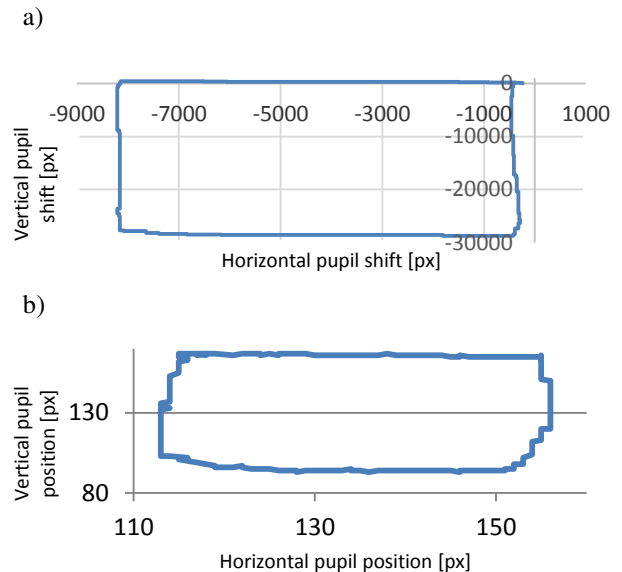 a)
0
-9000 -7000 -5000 -3000 -1000 1000
-10000
-20000
-30000
Vertical pupil
shift [px]
Horizontal pupil shift [px]
b)
130
80
110 130 150
Vertical pupil
position [px]
Horizontal pupil position [px]